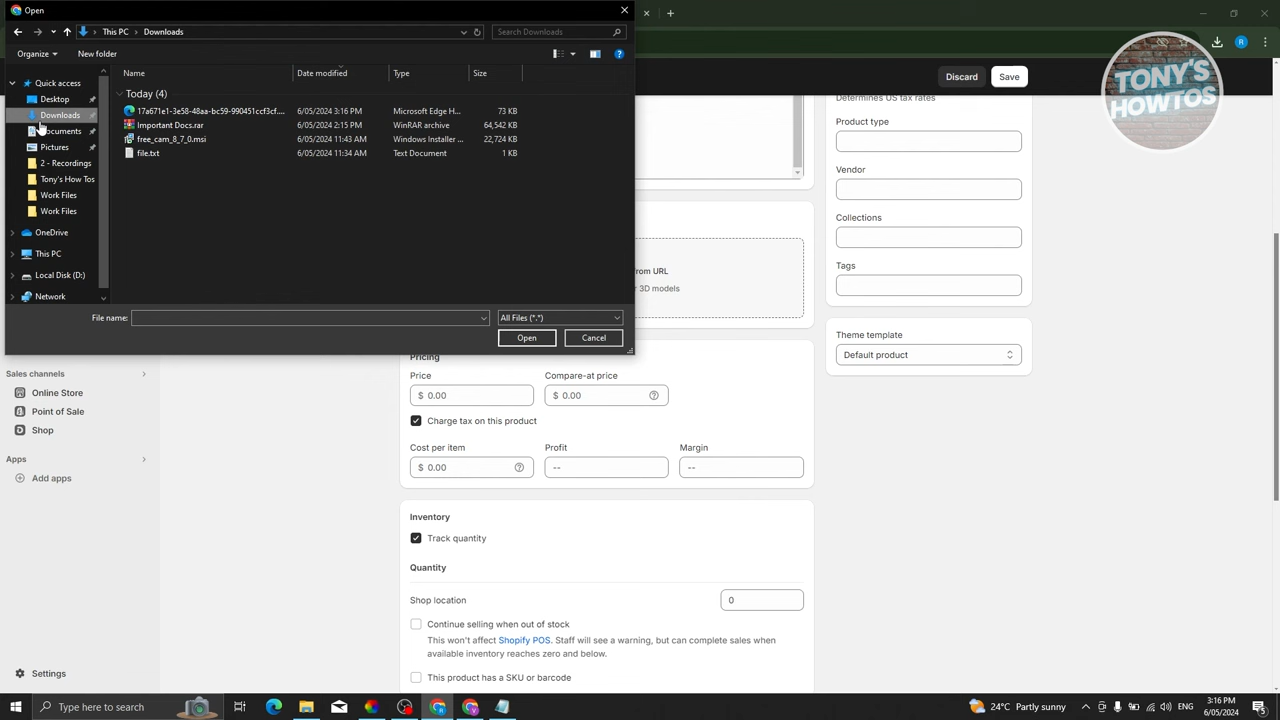 Open
This PC
Downloads
Search Downloads
Organize
New folder
Name
Date modified
Type
Size
Quick access
Desktop
Downloads
Documents
Pictures
2 - Recordings
Tony's How Tos
Work Files
Work Files
OneDrive
This PC
Local Disk (D:)
Network
Today (4)
17a671e1-3e58-48aa-bc59-990451ccf3cf.... 6/05/2024 3:16 PM Microsoft Edge H... 73 KB
Important Docs.rar 6/05/2024 2:15 PM WinRAR archive 64,542 KB
free_cam_8_7_0.msi 6/05/2024 11:43 AM Windows Installer ... 22,724 KB
file.txt 6/05/2024 11:34 AM Text Document 1 KB
File name:
All Files (*.*)
Open
Cancel
R
Discard
Save
TONY'S
HOWTOS
Determines US tax rates
Product type
Vendor
Collections
Tags
Theme template
Default product
from URL
3D models
Sales channels
Online Store
Point of Sale
Shop
Apps
Add apps
Settings
Pricing
Price
Compare-at price
$ 0.00
$ 0.00
Charge tax on this product
Cost per item
Profit
Margin
$ 0.00
--
--
Inventory
Track quantity
Quantity
Shop location
0
Continue selling when out of stock
This won't affect Shopify POS. Staff will see a warning, but can complete sales when
available inventory reaches zero and below.
This product has a SKU or barcode
Type here to search
24°C Partly sunny
ENG
3:16 PM
6/05/2024